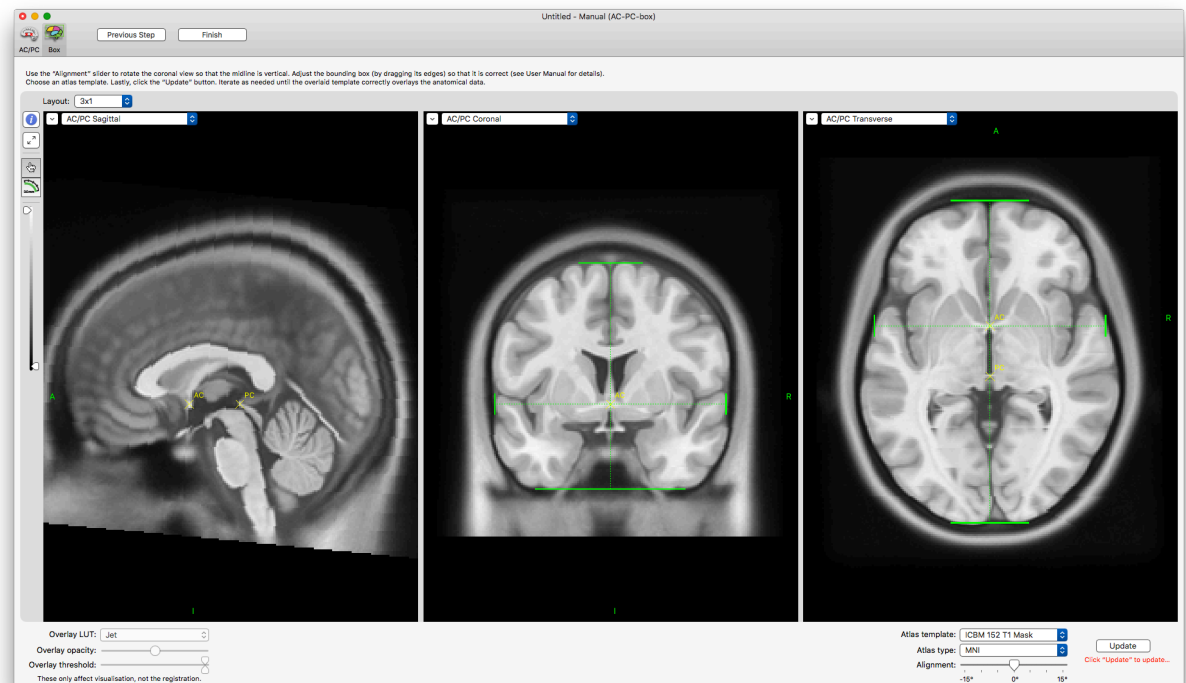 Untitled - Manual (AC-PC-box)
AC/PC Box
Previous Step Finish
Use the "Alignment" slider to rotate the coronal view so that the midline is vertical. Adjust the bounding box (by dragging its edges) so that it is correct (see User Manual for details).
Choose an atlas template. Lastly, click the "Update" button. Iterate as needed until the overlaid template correctly overlays the anatomical data.
Layout: 3x1
AC/PC Sagittal
A
AC
PC
I
AC/PC Coronal
AC
R
I
AC/PC Transverse
A
AC
R
PC
Overlay LUT: Jet
Overlay opacity:
Overlay threshold:
These only affect visualisation, not the registration.
Atlas template: ICBM 152 T1 Mask
Atlas type: MNI
Alignment:
-15° 0° 15°
Update
Click "Update" to update...